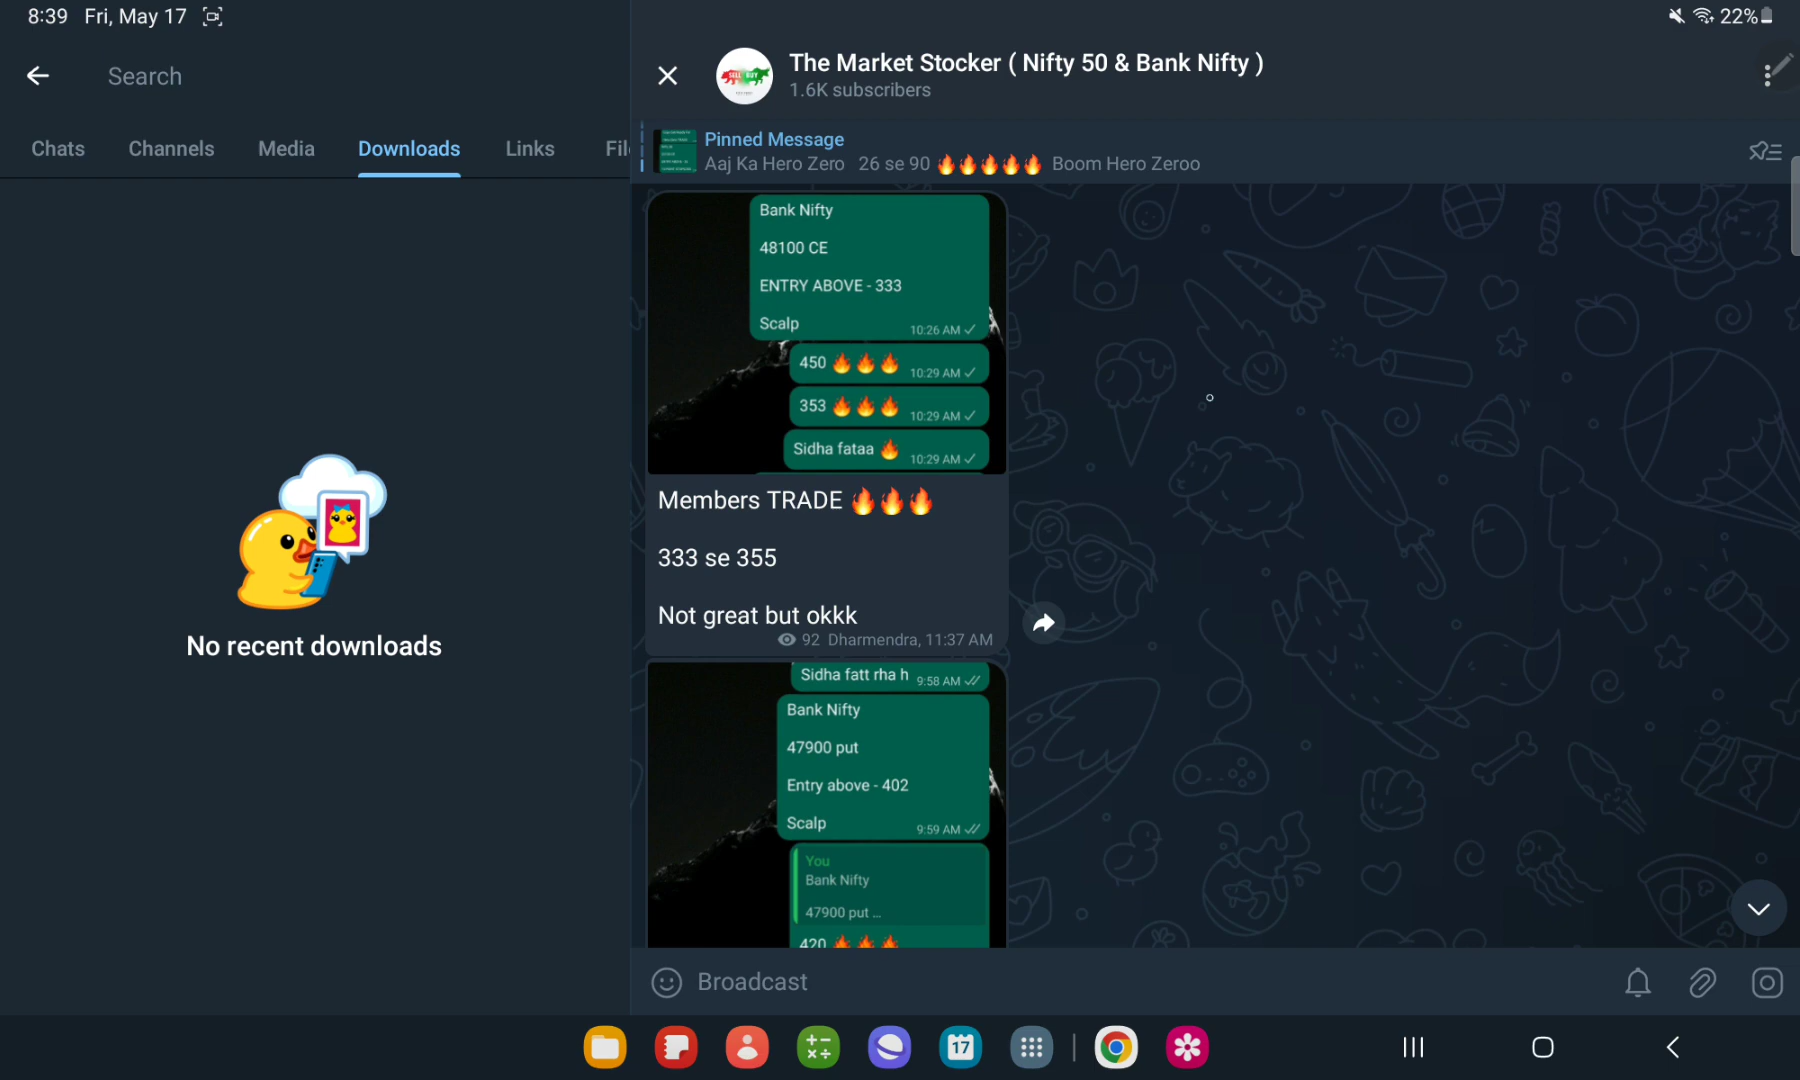 8:39 Fri, May 17
22%
Search
Chats Channels Media Downloads Links
No recent downloads
SELL BUY
The Market Stocker ( Nifty 50 & Bank Nifty )
1.6K subscribers
Pinned Message
Aaj Ka Hero Zero 26 se 90 🔥🔥🔥🔥🔥 Boom Hero Zeroo
Bank Nifty
48100 CE
ENTRY ABOVE - 333
Scalp
10:26 AM
450 🔥🔥🔥 10:29 AM
353 🔥🔥🔥 10:29 AM
Sidha fataa 🔥 10:29 AM
Members TRADE 🔥🔥🔥
333 se 355
Not great but okkk
92 Dharmendra, 11:37 AM
Sidha fatt rha h 9:58 AM
Bank Nifty
47900 put
Entry above - 402
Scalp
9:59 AM
You
Bank Nifty
47900 put ...
420 🔥🔥🔥
Broadcast
17